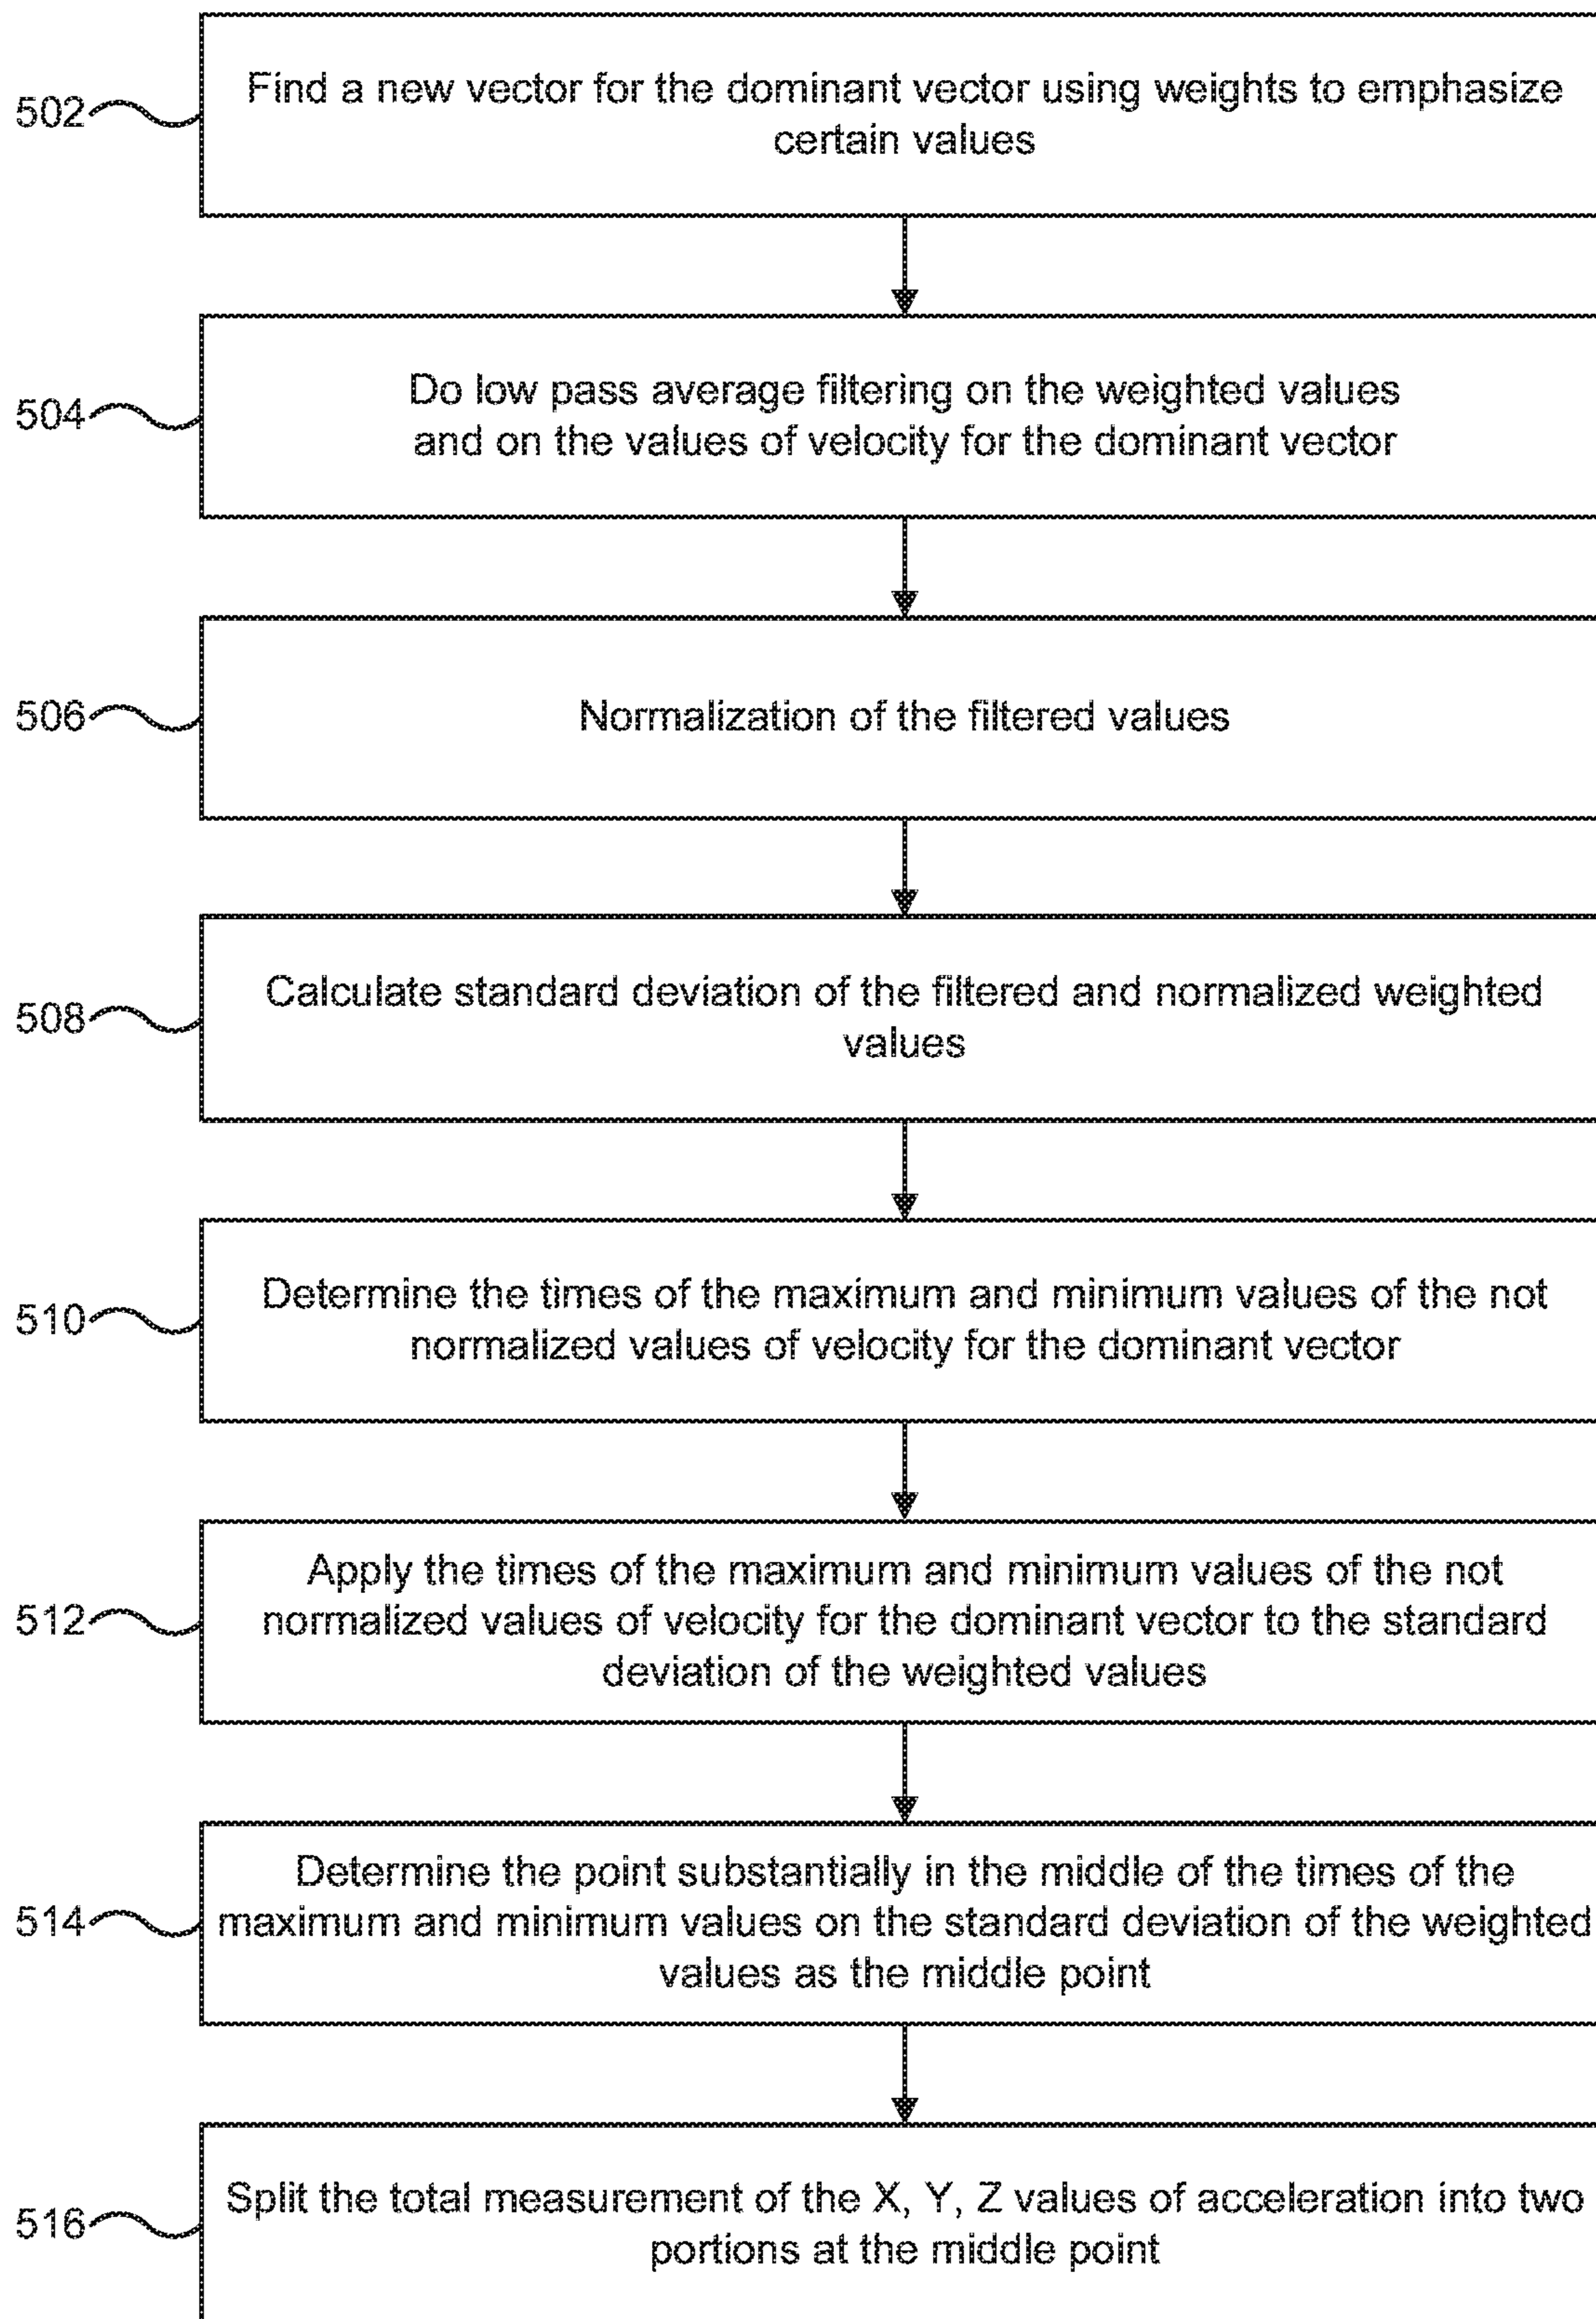 502
Find a new vector for the dominant vector using weights to emphasize
certain values
504
Do low pass average filtering on the weighted values
and on the values of velocity for the dominant vector
506
Normalization of the filtered values
508
Calculate standard deviation of the filtered and normalized weighted
values
510
Determine the times of the maximum and minimum values of the not
normalized values of velocity for the dominant vector
512
Apply the times of the maximum and minimum values of the not
normalized values of velocity for the dominant vector to the standard
deviation of the weighted values
514
Determine the point substantially in the middle of the times of the
maximum and minimum values on the standard deviation of the weighted
values as the middle point
516
Split the total measurement of the X, Y, Z values of acceleration into two
portions at the middle point